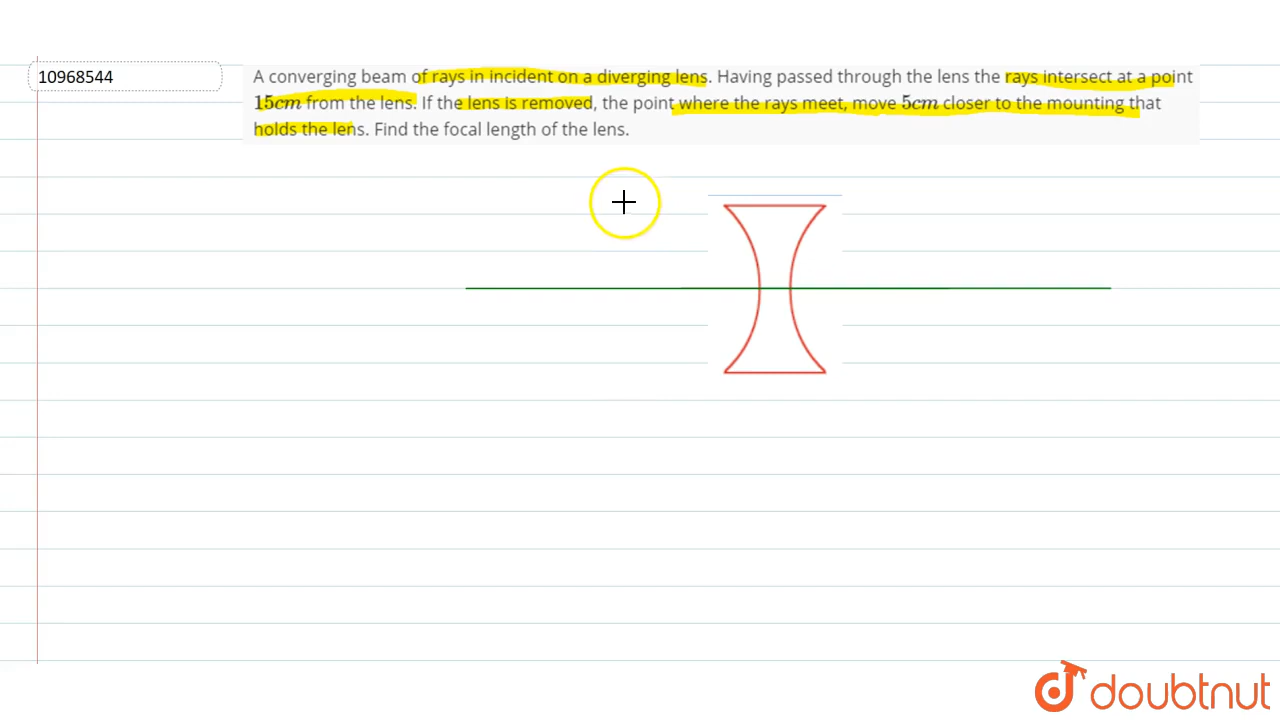 10968544
A converging beam of rays in incident on a diverging lens. Having passed through the lens the rays intersect at a point
15cm from the lens. If the lens is removed, the point where the rays meet, move 5cm closer to the mounting that
holds the lens. Find the focal length of the lens.
doubtnut